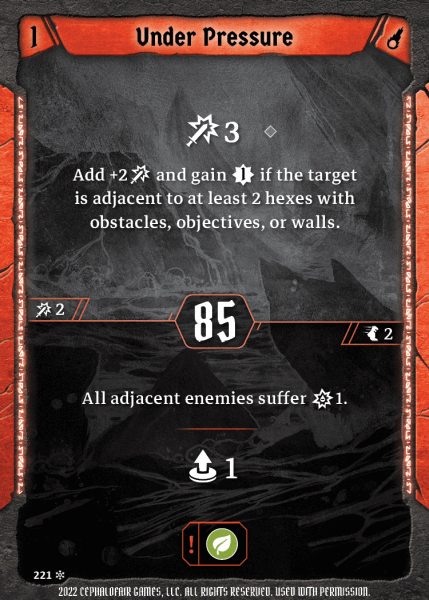 1 Under Pressure
3
Add +2 and gain 1 if the target
is adjacent to at least 2 hexes with
obstacles, objectives, or walls.
2
85
2
All adjacent enemies suffer 1.
1
!
221
2022 CEPHALOFAIR GAMES, LLC. ALL RIGHTS RESERVED. USED WITH PERMISSION.